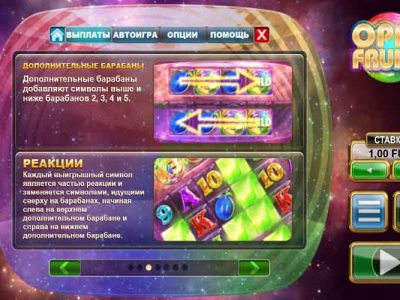 ВЫПЛАТЫ АВТОИГРА ОПЦИИ ПОМОЩЬ X
ДОПОЛНИТЕЛЬНЫЕ БАРАБАНЫ
Дополнительные барабаны
добавляют символы выше и
ниже барабанов 2, 3, 4 и 5.
РЕАКЦИИ
Каждый выигрышный символ
является частью реакции и
заменяется символами, идущими
сверху на барабанах, начиная
слева на верхнем
дополнительном барабане и
справа на нижнем
дополнительном барабане.
СТАВК
1,00 FU